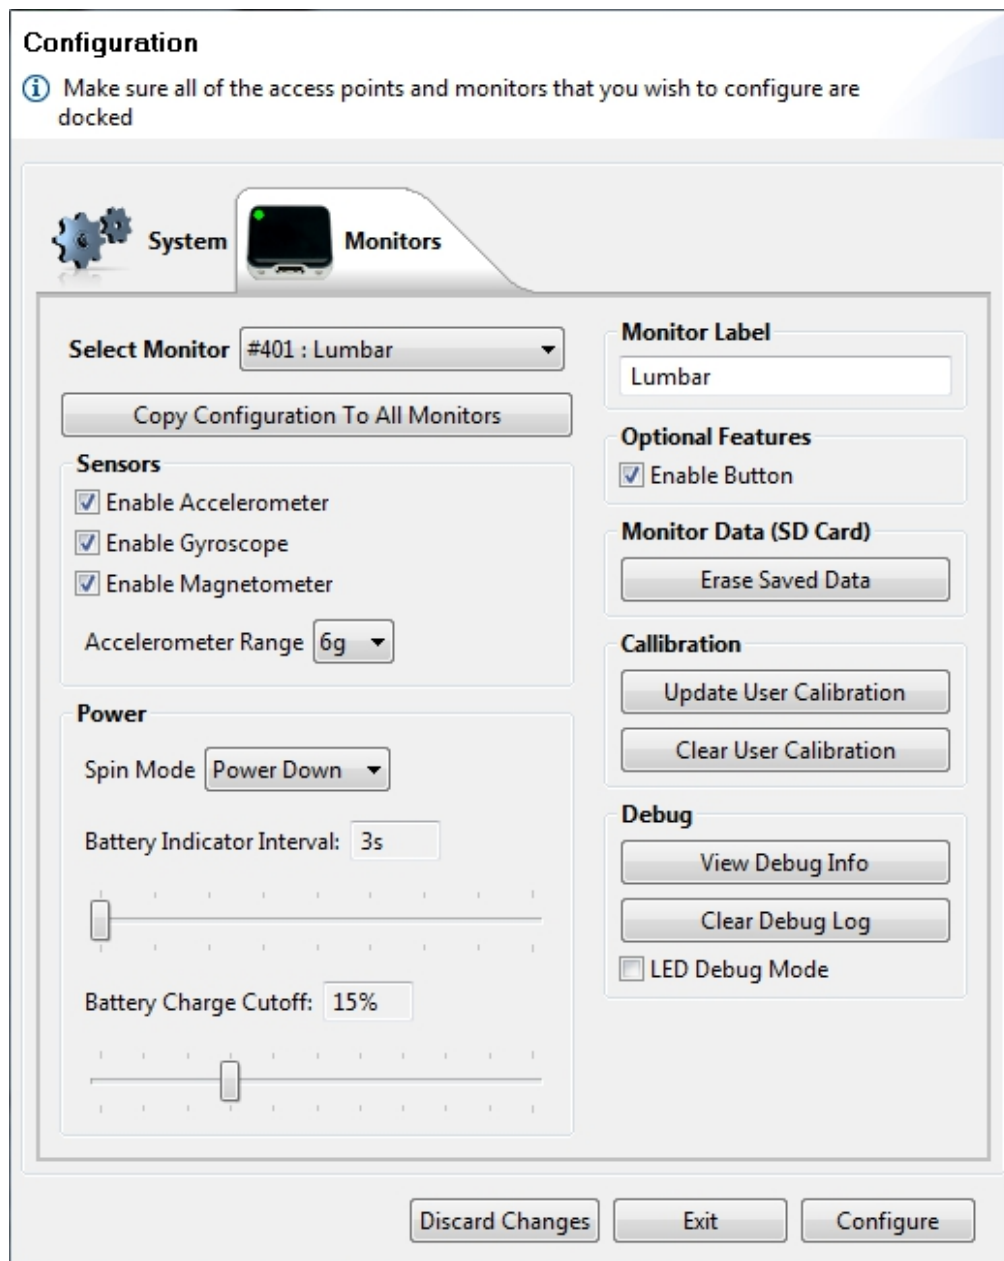 Configuration
Make sure all of the access points and monitors that you wish to configure are
docked
System
Monitors
Select Monitor #401 : Lumbar
Copy Configuration To All Monitors
Sensors
Enable Accelerometer
Enable Gyroscope
Enable Magnetometer
Accelerometer Range 6g
Power
Spin Mode Power Down
Battery Indicator Interval: 3s
Battery Charge Cutoff: 15%
Monitor Label
Lumbar
Optional Features
Enable Button
Monitor Data (SD Card)
Erase Saved Data
Callibration
Update User Calibration
Clear User Calibration
Debug
View Debug Info
Clear Debug Log
LED Debug Mode
Discard Changes
Exit
Configure